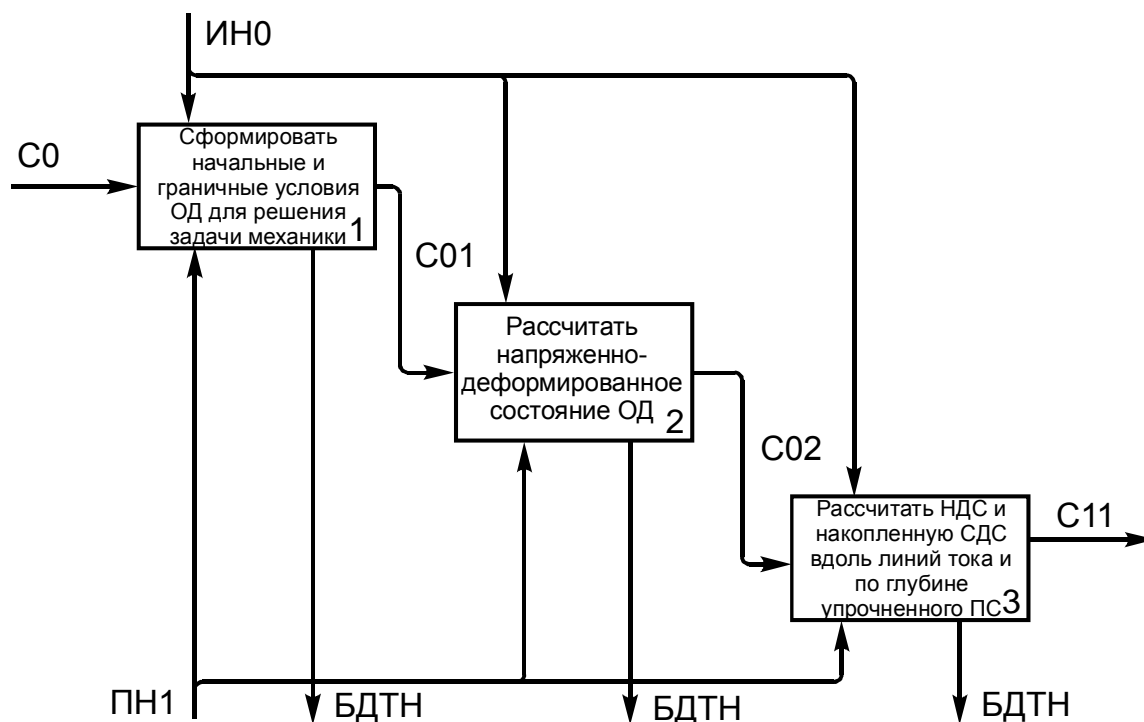 ИН0
С0
Сформировать
начальные и
граничные условия
ОД для решения
задачи механики 1
С01
Рассчитать
напряженно-
деформированное
состояние ОД 2
С02
Рассчитать НДС и
накопленную СДС
вдоль линий тока и
по глубине
упрочненного ПС 3
С11
ПН1
БДТН
БДТН
БДТН